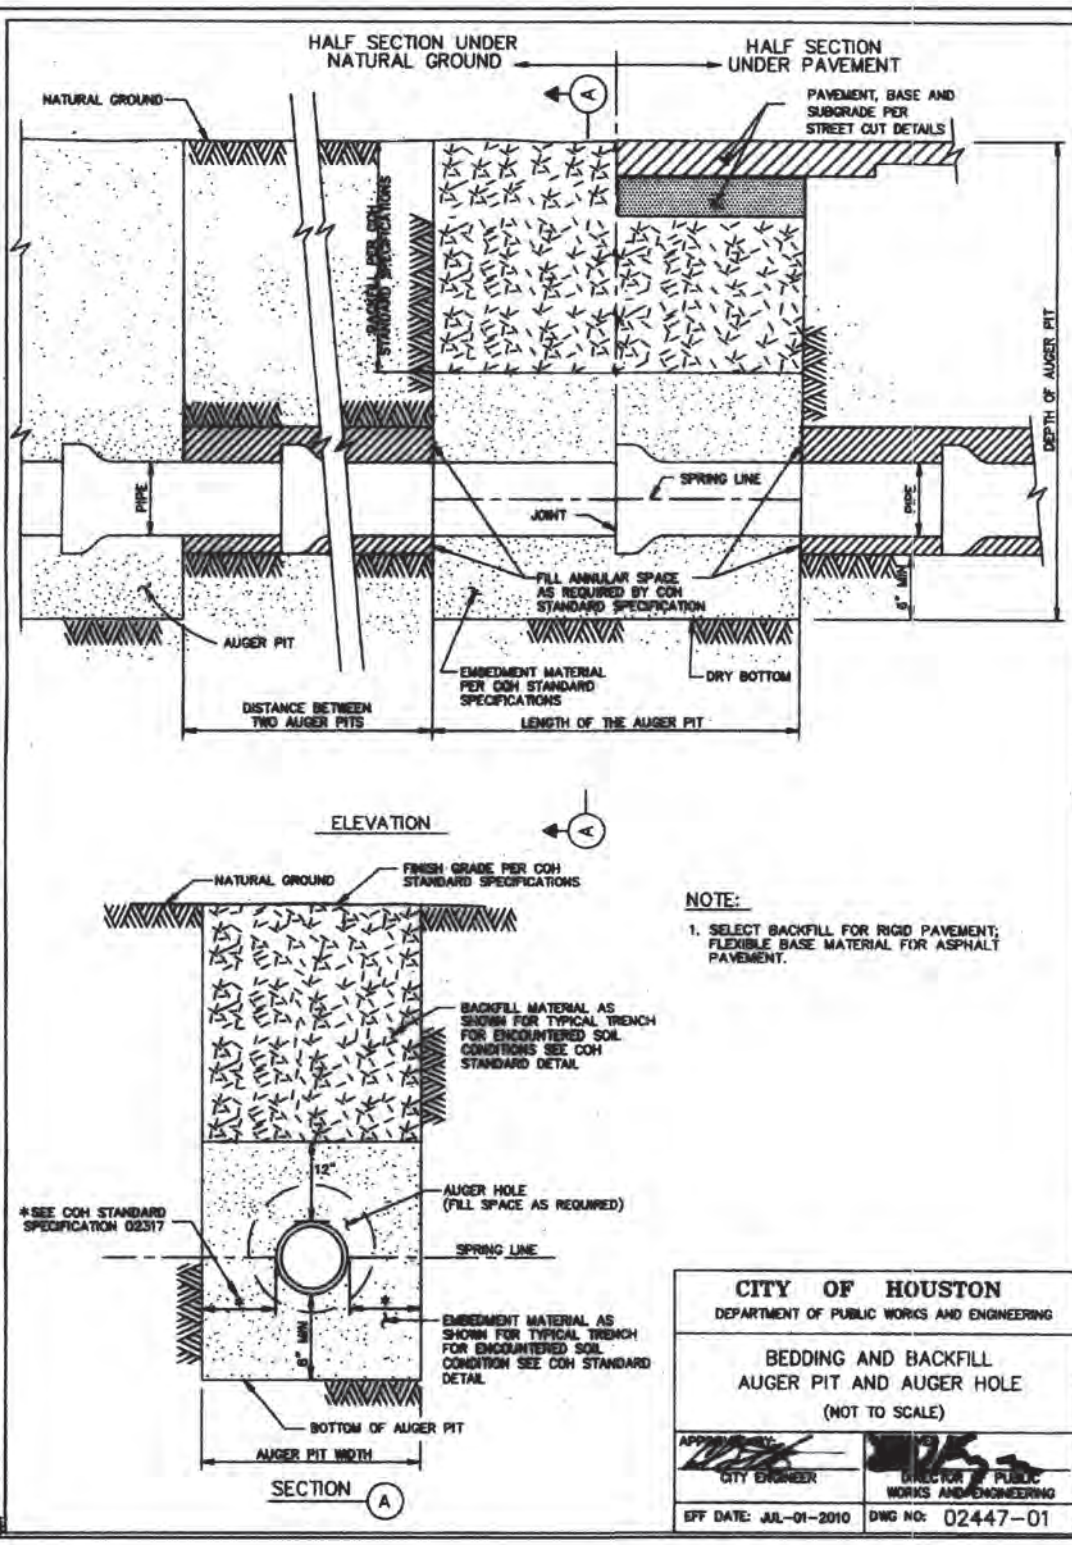 HALF SECTION UNDER
NATURAL GROUND
HALF SECTION
UNDER PAVEMENT
A
NATURAL GROUND
PAVEMENT, BASE AND
SUBGRADE PER
STREET CUT DETAILS
BACKFILL PER COH
STANDARD SPECIFICATIONS
DEPTH OF AUGER PIT
PIPE
SPRING LINE
JOINT
PIPE
FILL ANNULAR SPACE
AS REQUIRED BY COH
STANDARD SPECIFICATION
6" MIN
AUGER PIT
EMBEDMENT MATERIAL
PER COH STANDARD
SPECIFICATIONS
DRY BOTTOM
DISTANCE BETWEEN
TWO AUGER PITS
LENGTH OF THE AUGER PIT
ELEVATION
A
NATURAL GROUND
FINISH GRADE PER COH
STANDARD SPECIFICATIONS
NOTE:
1. SELECT BACKFILL FOR RIGID PAVEMENT;
FLEXIBLE BASE MATERIAL FOR ASPHALT
PAVEMENT.
BACKFILL MATERIAL AS
SHOWN FOR TYPICAL TRENCH
FOR ENCOUNTERED SOIL
CONDITIONS SEE COH
STANDARD DETAIL
12"
AUGER HOLE
(FILL SPACE AS REQUIRED)
*SEE COH STANDARD
SPECIFICATION 02317
SPRING LINE
*
*
6" MIN
EMBEDMENT MATERIAL AS
SHOWN FOR TYPICAL TRENCH
FOR ENCOUNTERED SOIL
CONDITION SEE COH STANDARD
DETAIL
BOTTOM OF AUGER PIT
AUGER PIT WIDTH
SECTION A
CITY OF HOUSTON
DEPARTMENT OF PUBLIC WORKS AND ENGINEERING
BEDDING AND BACKFILL
AUGER PIT AND AUGER HOLE
(NOT TO SCALE)
CITY ENGINEER
DIRECTOR OF PUBLIC
WORKS AND ENGINEERING
EFF DATE: JUL-01-2010
DWG NO: 02447-01